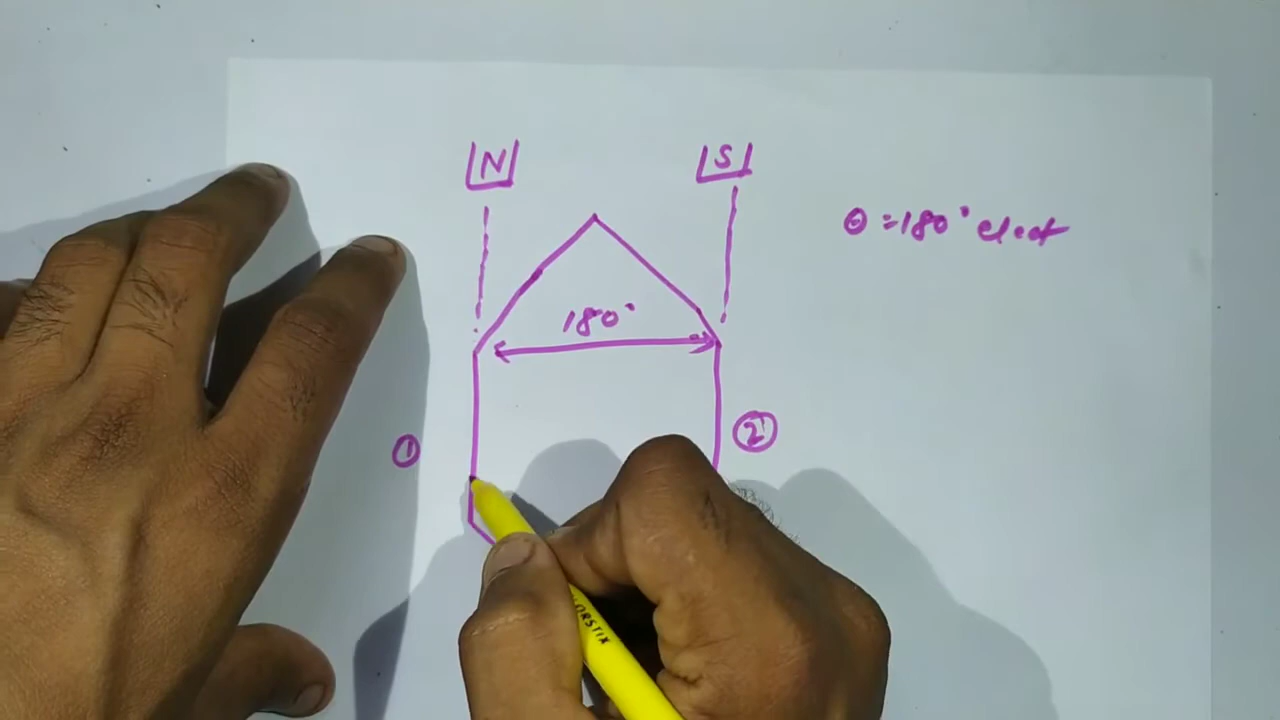 N S
θ = 180° elect
180°
① ②